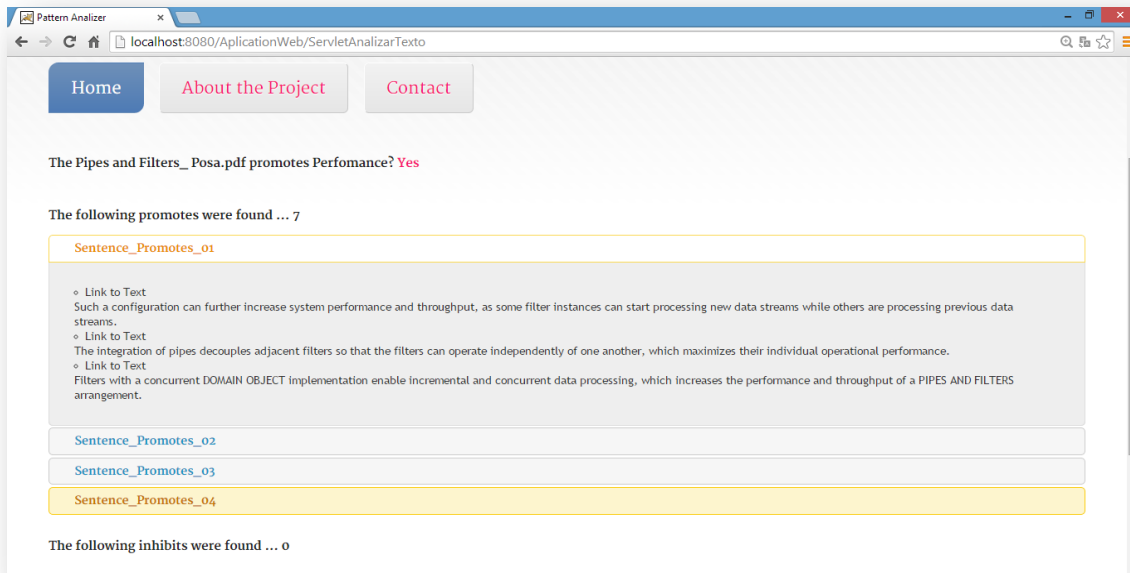 Pattern Analizer
localhost:8080/AplicationWeb/ServletAnalizarTexto
Home
About the Project
Contact
The Pipes and Filters_ Posa.pdf promotes Perfomance? Yes
The following promotes were found ... 7
Sentence_Promotes_01
Link to Text
Such a configuration can further increase system performance and throughput, as some filter instances can start processing new data streams while others are processing previous data
streams.
Link to Text
The integration of pipes decouples adjacent filters so that the filters can operate independently of one another, which maximizes their individual operational performance.
Link to Text
Filters with a concurrent DOMAIN OBJECT implementation enable incremental and concurrent data processing, which increases the performance and throughput of a PIPES AND FILTERS
arrangement.
Sentence_Promotes_02
Sentence_Promotes_03
Sentence_Promotes_04
The following inhibits were found ... 0